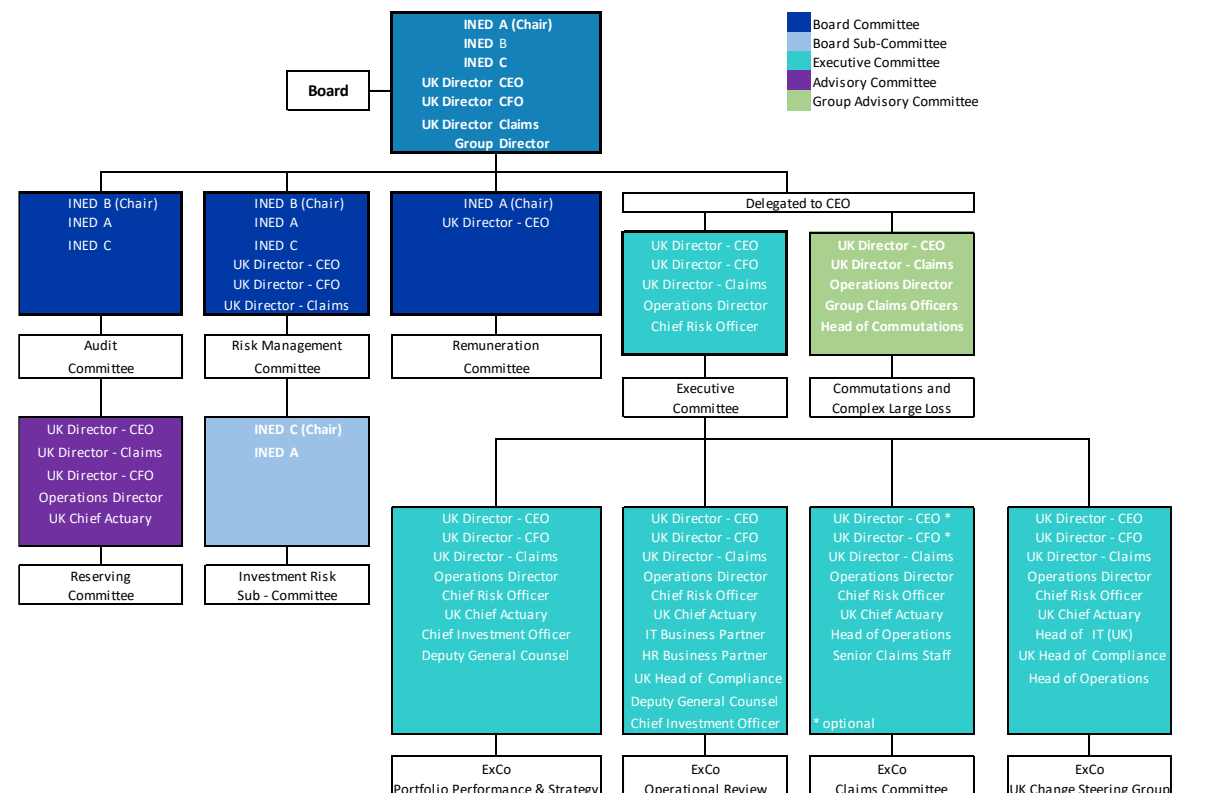 INED A (Chair)
INED B
INED C
UK Director CEO
UK Director CFO
UK Director Claims
Group Director
Board
Board Committee
Board Sub-Committee
Executive Committee
Advisory Committee
Group Advisory Committee
INED B (Chair)
INED A
INED C
Audit
Committee
INED B (Chair)
INED A
INED C
UK Director - CEO
UK Director - CFO
UK Director - Claims
Risk Management
Committee
INED A (Chair)
UK Director - CEO
Remuneration
Committee
Delegated to CEO
UK Director - CEO
UK Director - CFO
UK Director - Claims
Operations Director
Chief Risk Officer
Executive
Committee
UK Director - CEO
UK Director - Claims
Operations Director
Group Claims Officers
Head of Commutations
Commutations and
Complex Large Loss
UK Director - CEO
UK Director - Claims
UK Director - CFO
Operations Director
UK Chief Actuary
Reserving
Committee
INED C (Chair)
INED A
Investment Risk
Sub - Committee
UK Director - CEO
UK Director - CFO
UK Director - Claims
Operations Director
Chief Risk Officer
UK Chief Actuary
Chief Investment Officer
Deputy General Counsel
ExCo
Portfolio Performance & Strategy
UK Director - CEO
UK Director - CFO
UK Director - Claims
Operations Director
Chief Risk Officer
UK Chief Actuary
IT Business Partner
HR Business Partner
UK Head of Compliance
Deputy General Counsel
Chief Investment Officer
ExCo
Operational Review
UK Director - CEO *
UK Director - CFO *
UK Director - Claims
Operations Director
Chief Risk Officer
UK Chief Actuary
Head of Operations
Senior Claims Staff
* optional
ExCo
Claims Committee
UK Director - CEO
UK Director - CFO
UK Director - Claims
Operations Director
Chief Risk Officer
UK Chief Actuary
Head of IT (UK)
UK Head of Compliance
Head of Operations
ExCo
UK Change Steering Group